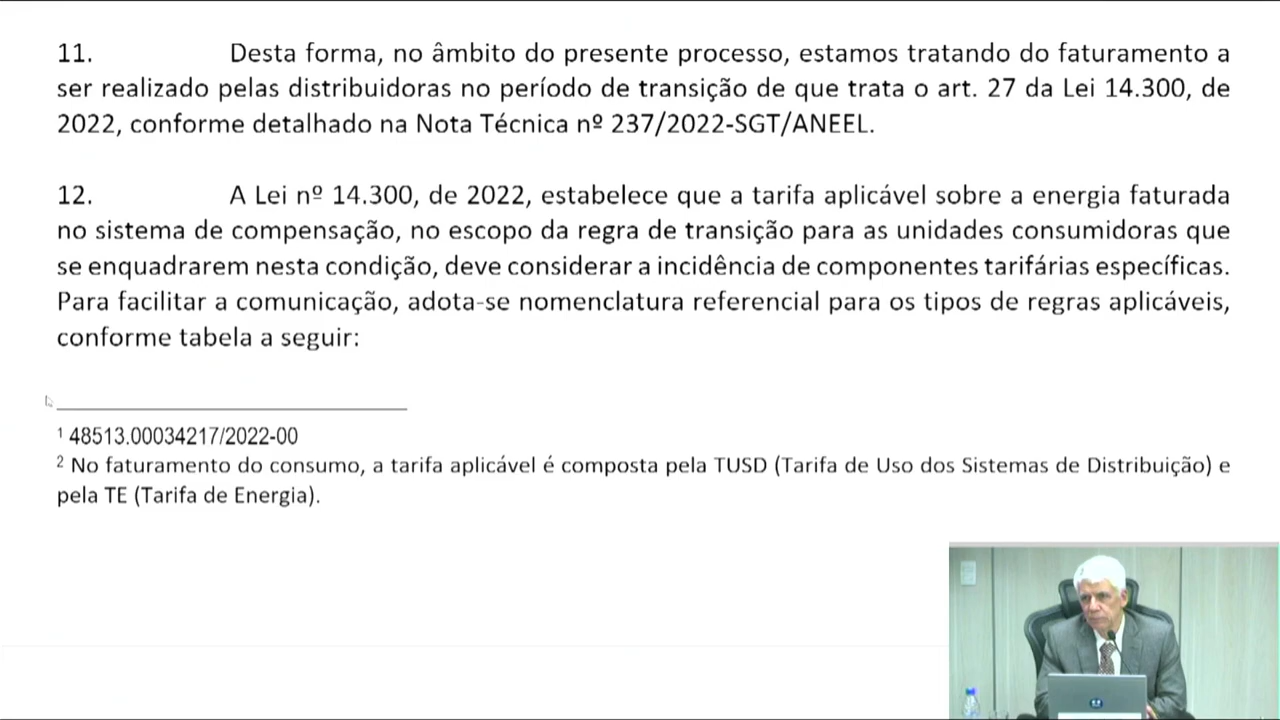 11. Desta forma, no âmbito do presente processo, estamos tratando do faturamento a
ser realizado pelas distribuidoras no período de transição de que trata o art. 27 da Lei 14.300, de
2022, conforme detalhado na Nota Técnica nº 237/2022-SGT/ANEEL.
12. A Lei nº 14.300, de 2022, estabelece que a tarifa aplicável sobre a energia faturada
no sistema de compensação, no escopo da regra de transição para as unidades consumidoras que
se enquadrarem nesta condição, deve considerar a incidência de componentes tarifárias específicas.
Para facilitar a comunicação, adota-se nomenclatura referencial para os tipos de regras aplicáveis,
conforme tabela a seguir:
1 48513.00034217/2022-00
2 No faturamento do consumo, a tarifa aplicável é composta pela TUSD (Tarifa de Uso dos Sistemas de Distribuição) e
pela TE (Tarifa de Energia).